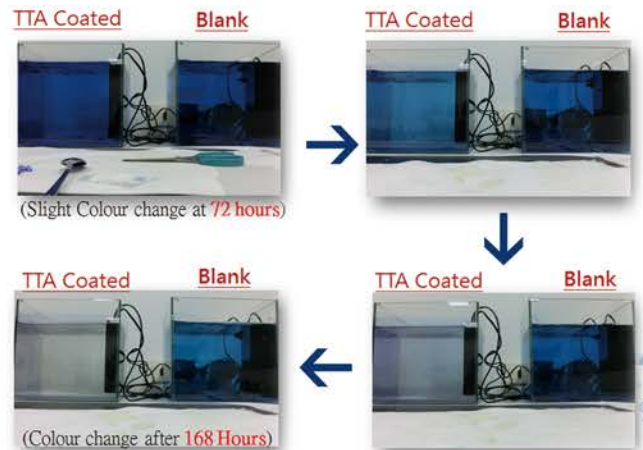 TTA Coated Blank
TTA Coated Blank
(Slight Colour change at 72 hours)
TTA Coated Blank
TTA Coated Blank
(Colour change after 168 Hours)